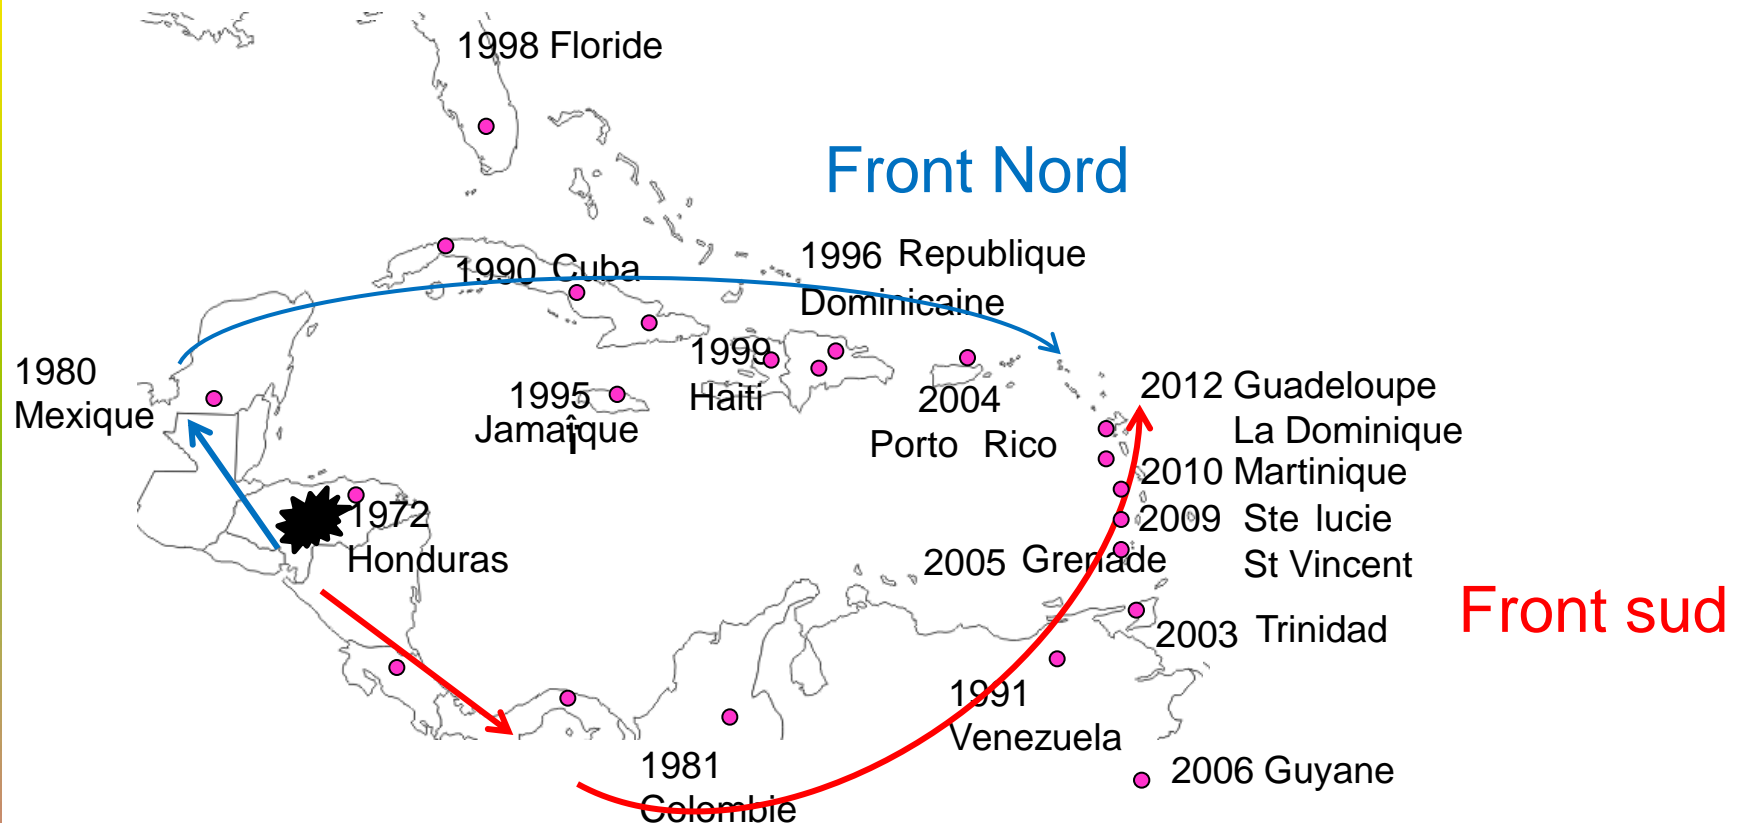 1998 Floride
Front Nord
1990 Cuba
1996 Republique
Dominicaine
1980
Mexique
1999
Haiti
1995
Jamaïque
Î
2004
Porto Rico
2012 Guadeloupe
La Dominique
2010 Martinique
2009 Ste lucie
St Vincent
1972
Honduras
2005 Grenade
Front sud
2003 Trinidad
1991
Venezuela
1981
Colombie
2006 Guyane